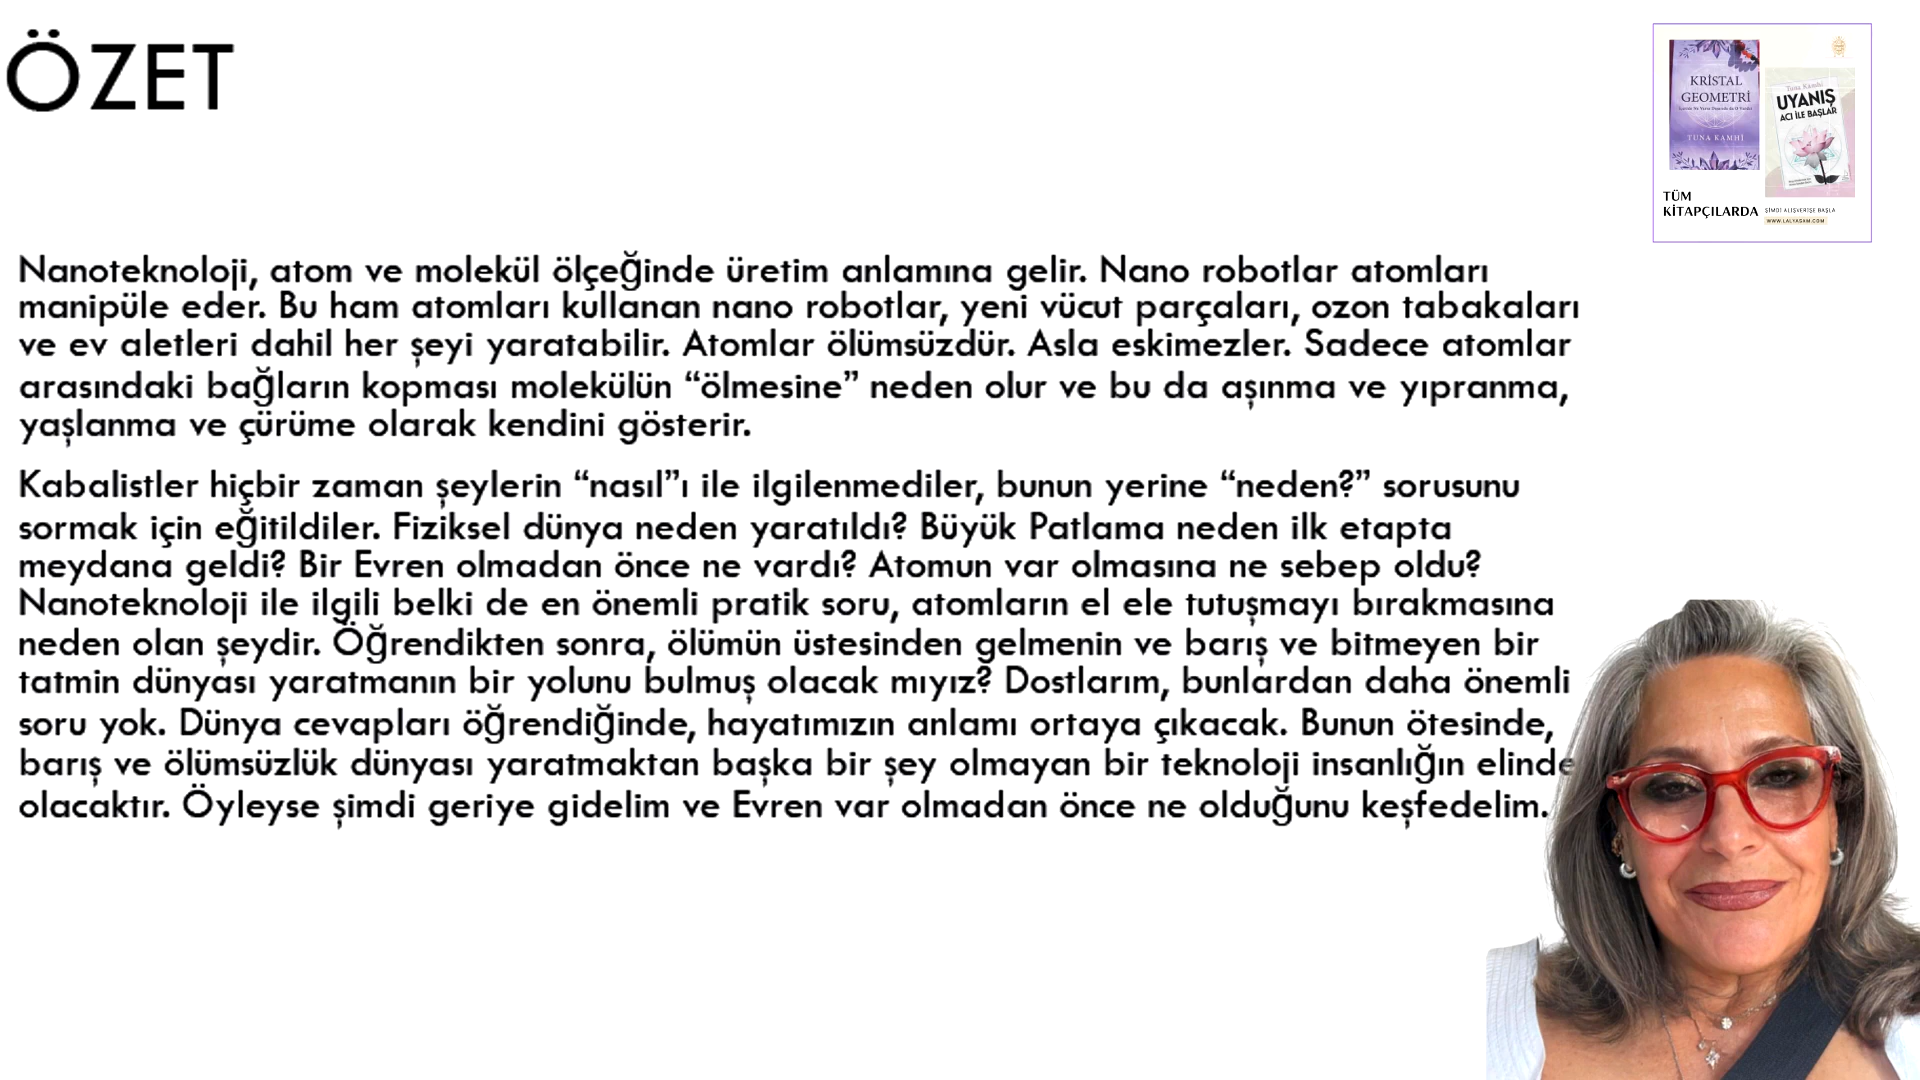 ÖZET
Nanoteknoloji, atom ve molekül ölçeğinde üretim anlamına gelir. Nano robotlar atomları
manipüle eder. Bu ham atomları kullanan nano robotlar, yeni vücut parçaları, ozon tabakaları
ve ev aletleri dahil her şeyi yaratabilir. Atomlar ölümsüzdür. Asla eskimezler. Sadece atomlar
arasındaki bağların kopması molekülün “ölmesine” neden olur ve bu da aşınma ve yıpranma,
yaşlanma ve çürüme olarak kendini gösterir.
Kabalistler hiçbir zaman şeylerin “nasıl”ı ile ilgilenmediler, bunun yerine “neden?” sorusunu
sormak için eğitildiler. Fiziksel dünya neden yaratıldı? Büyük Patlama neden ilk etapta
meydana geldi? Bir Evren olmadan önce ne vardı? Atomun var olmasına ne sebep oldu?
Nanoteknoloji ile ilgili belki de en önemli pratik soru, atomların el ele tutuşmayı bırakmasına
neden olan şeydir. Öğrendikten sonra, ölümün üstesinden gelmenin ve barış ve bitmeyen bir
tatmin dünyası yaratmanın bir yolunu bulmuş olacak mıyız? Dostlarım, bunlardan daha önemli
soru yok. Dünya cevapları öğrendiğinde, hayatımızın anlamı ortaya çıkacak. Bunun ötesinde,
barış ve ölümsüzlük dünyası yaratmaktan başka bir şey olmayan bir teknoloji insanlığın elinde
olacaktır. Öyleyse şimdi geriye gidelim ve Evren var olmadan önce ne olduğunu keşfedelim.
KRİSTAL
GEOMETRİ
TUNA KAMHİ
Tuna Kamhi
UYANIŞ
ACI İLE BAŞLAR
TÜM
KİTAPÇILARDA
ŞİMDİ ALIŞVERİŞE BAŞLA
WWW.LALYASAM.COM